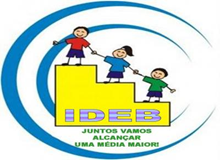 IDEB
JUNTOS VAMOS
ALCANÇAR
UMA MÉDIA MAIOR!